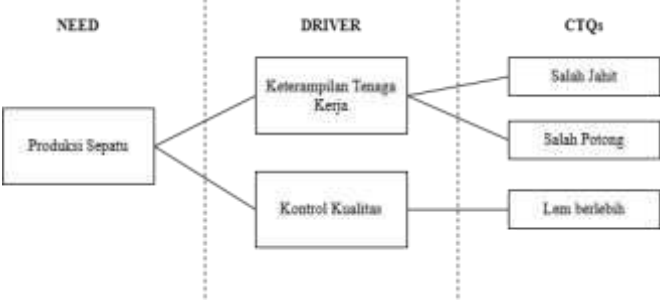 NEED
DRIVER
CTQs
Produksi Sepatu
Keterampilan Tenaga
Kerja
Kontrol Kualitas
Salah Jahit
Salah Potong
Lem berlebih